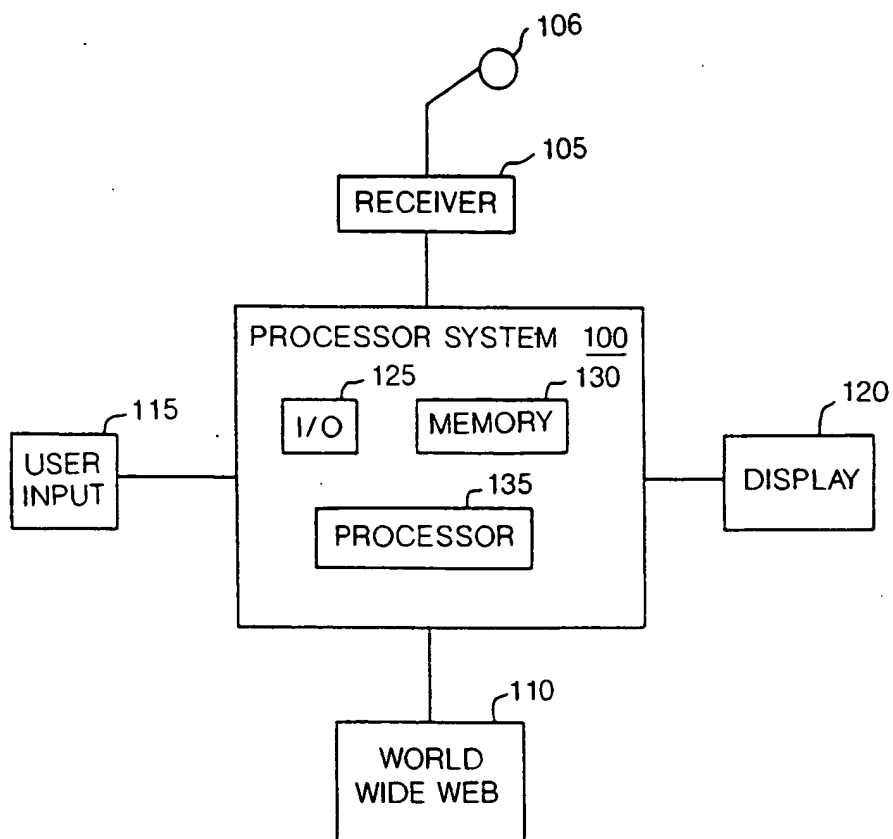 106
105
RECEIVER
PROCESSOR SYSTEM 100
125
130
I/O
MEMORY
115
USER
INPUT
120
DISPLAY
135
PROCESSOR
110
WORLD
WIDE WEB